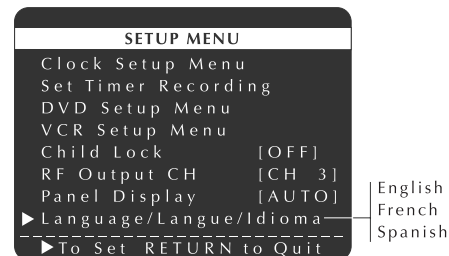 SETUP MENU
Clock Setup Menu
Set Timer Recording
DVD Setup Menu
VCR Setup Menu
Child Lock [OFF]
RF Output CH [CH 3]
Panel Display [AUTO]
▶ Language/Langue/Idioma
▶To Set RETURN to Quit
English
French
Spanish